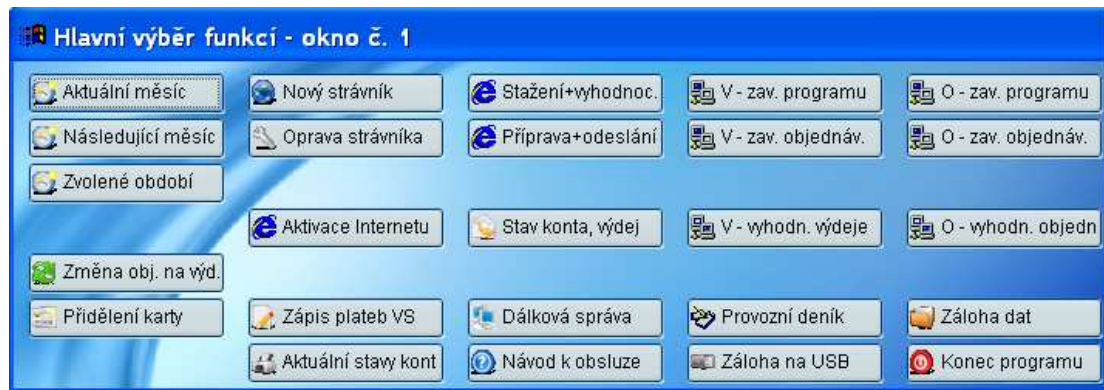 Hlavní výběr funkcí - okno č. 1
Aktuální měsíc Nový strávník Stažení+vyhodnoc. V - zav. programu O - zav. programu
Následující měsíc Oprava strávníka Příprava+odeslání V - zav. objednáv. O - zav. objednáv.
Zvolené období
Aktivace Internetu Stav konta, výdej V - vyhodn. výdeje O - vyhodn. objedn
Změna obj. na výd.
Přidělení karty Zápis plateb VS Dálková správa Provozní deník Záloha dat
Aktuální stavy kont Návod k obsluze Záloha na USB Konec programu